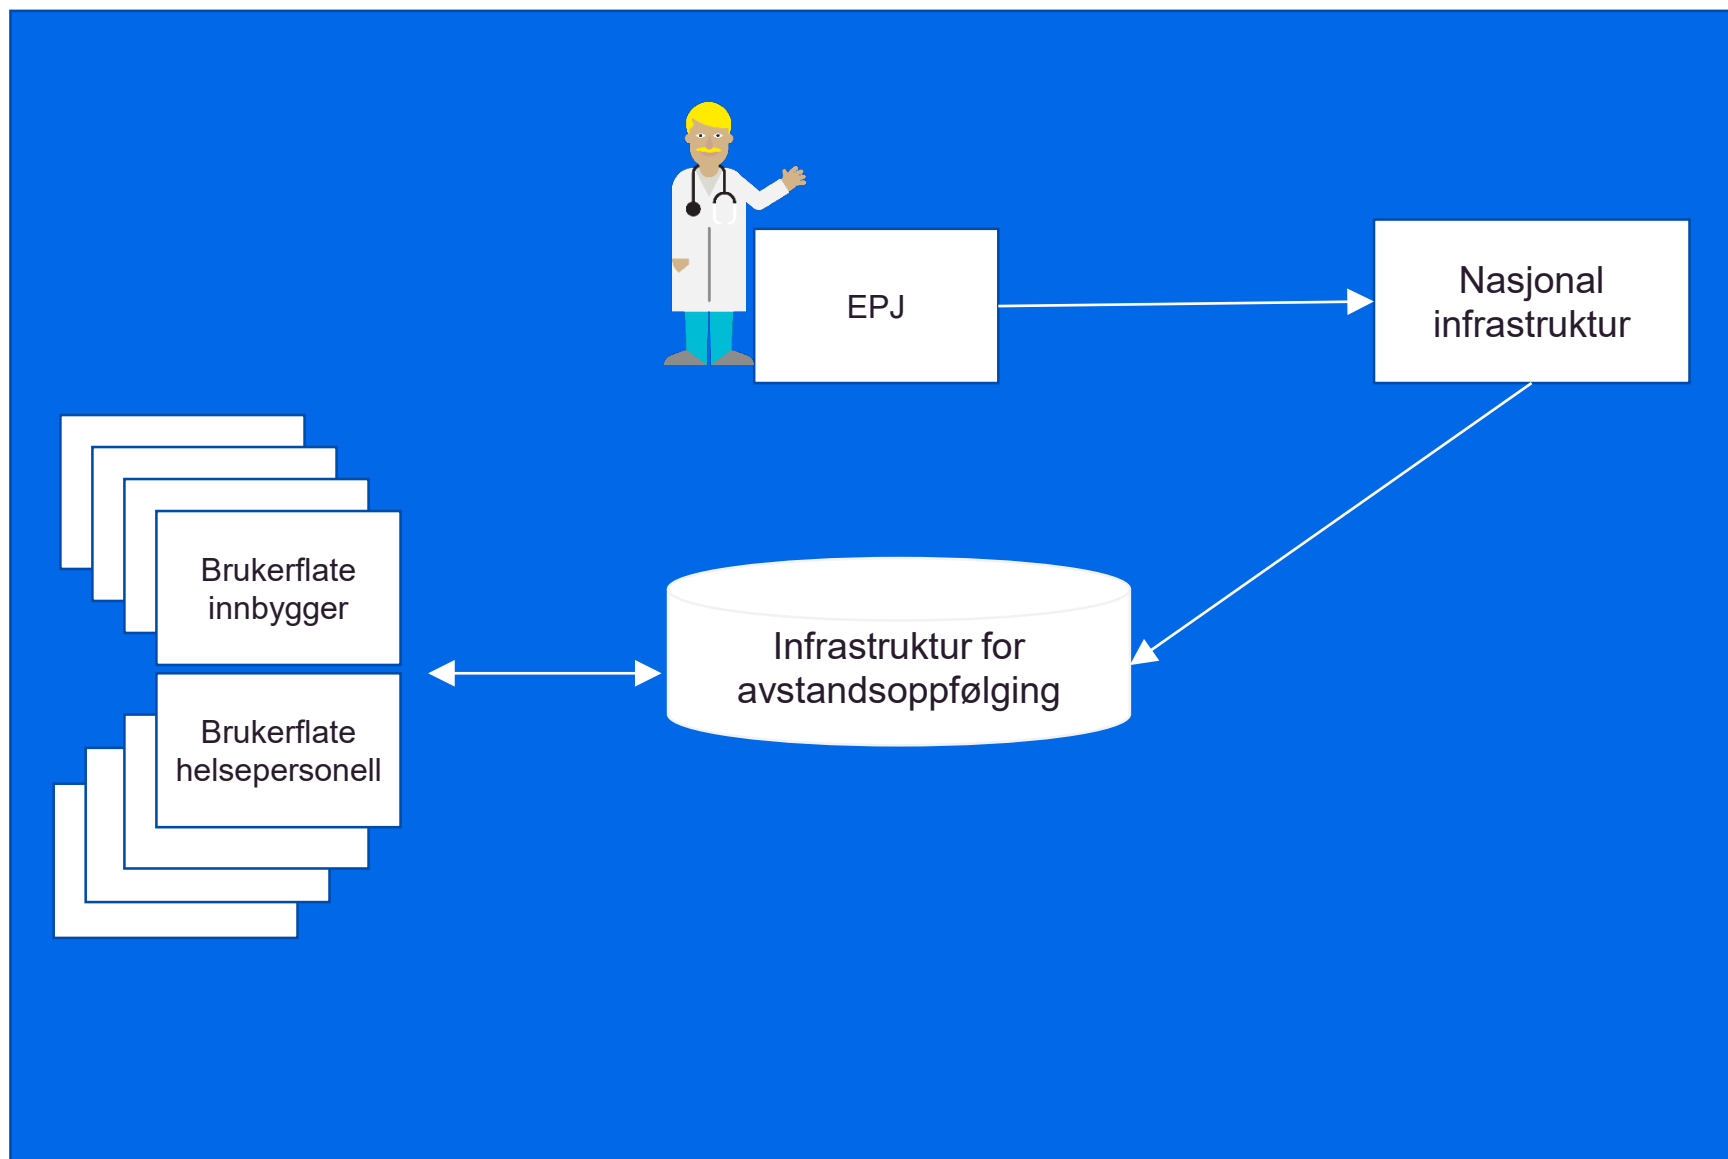 EPJ
Nasjonal
infrastruktur
Brukerflate
innbygger
Infrastruktur for
avstandsoppfølging
Brukerflate
helsepersonell